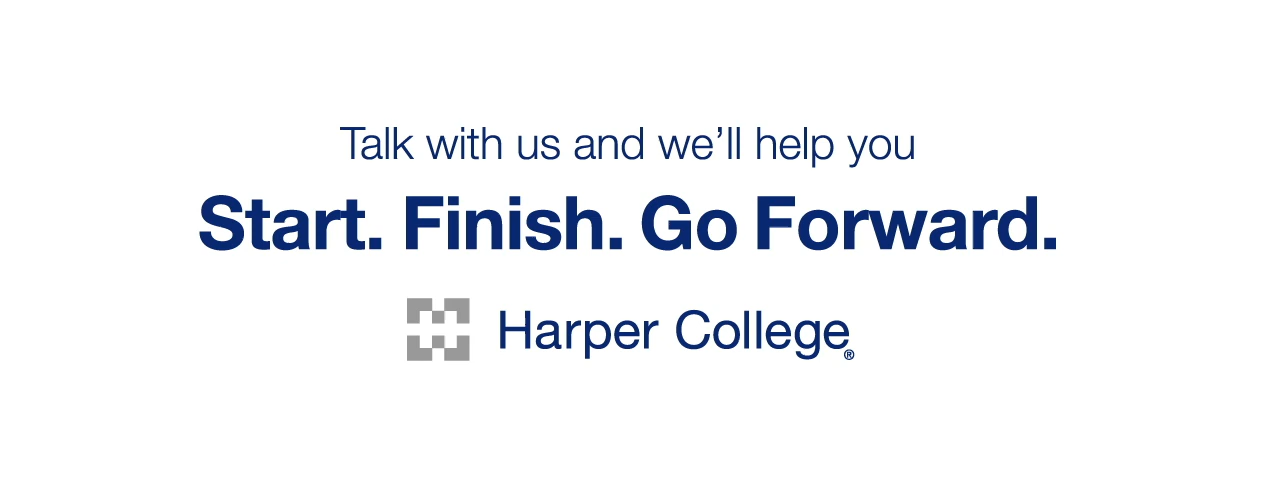 Talk with us and we’ll help you
Start. Finish. Go Forward.
Harper College®